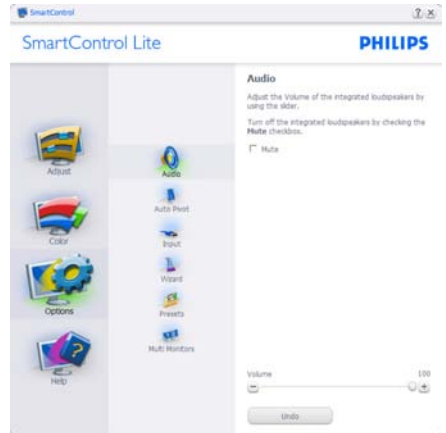 SmartControl
SmartControl Lite
PHILIPS
Adjust
Color
Options
Help
Audio
Auto Pivot
Input
Wizard
Presets
Multi Monitors
Audio
Adjust the Volume of the integrated loudspeakers by
using the slider.
Turn off the integrated loudspeakers by checking the
Mute checkbox.
Mute
Volume 100
Undo